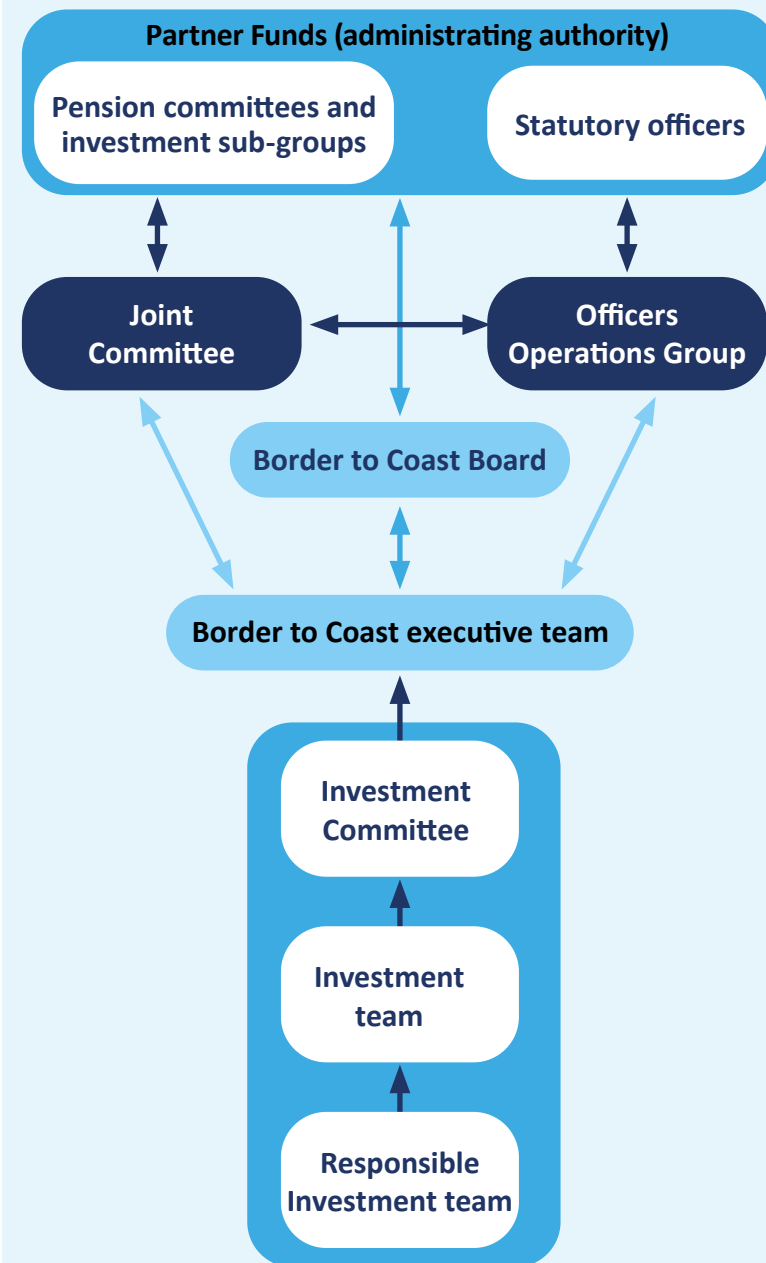 Partner Funds (administrating authority)
Pension committees and
investment sub-groups
Statutory officers
Joint
Committee
Officers
Operations Group
Border to Coast Board
Border to Coast executive team
Investment
Committee
Investment
team
Responsible
Investment team